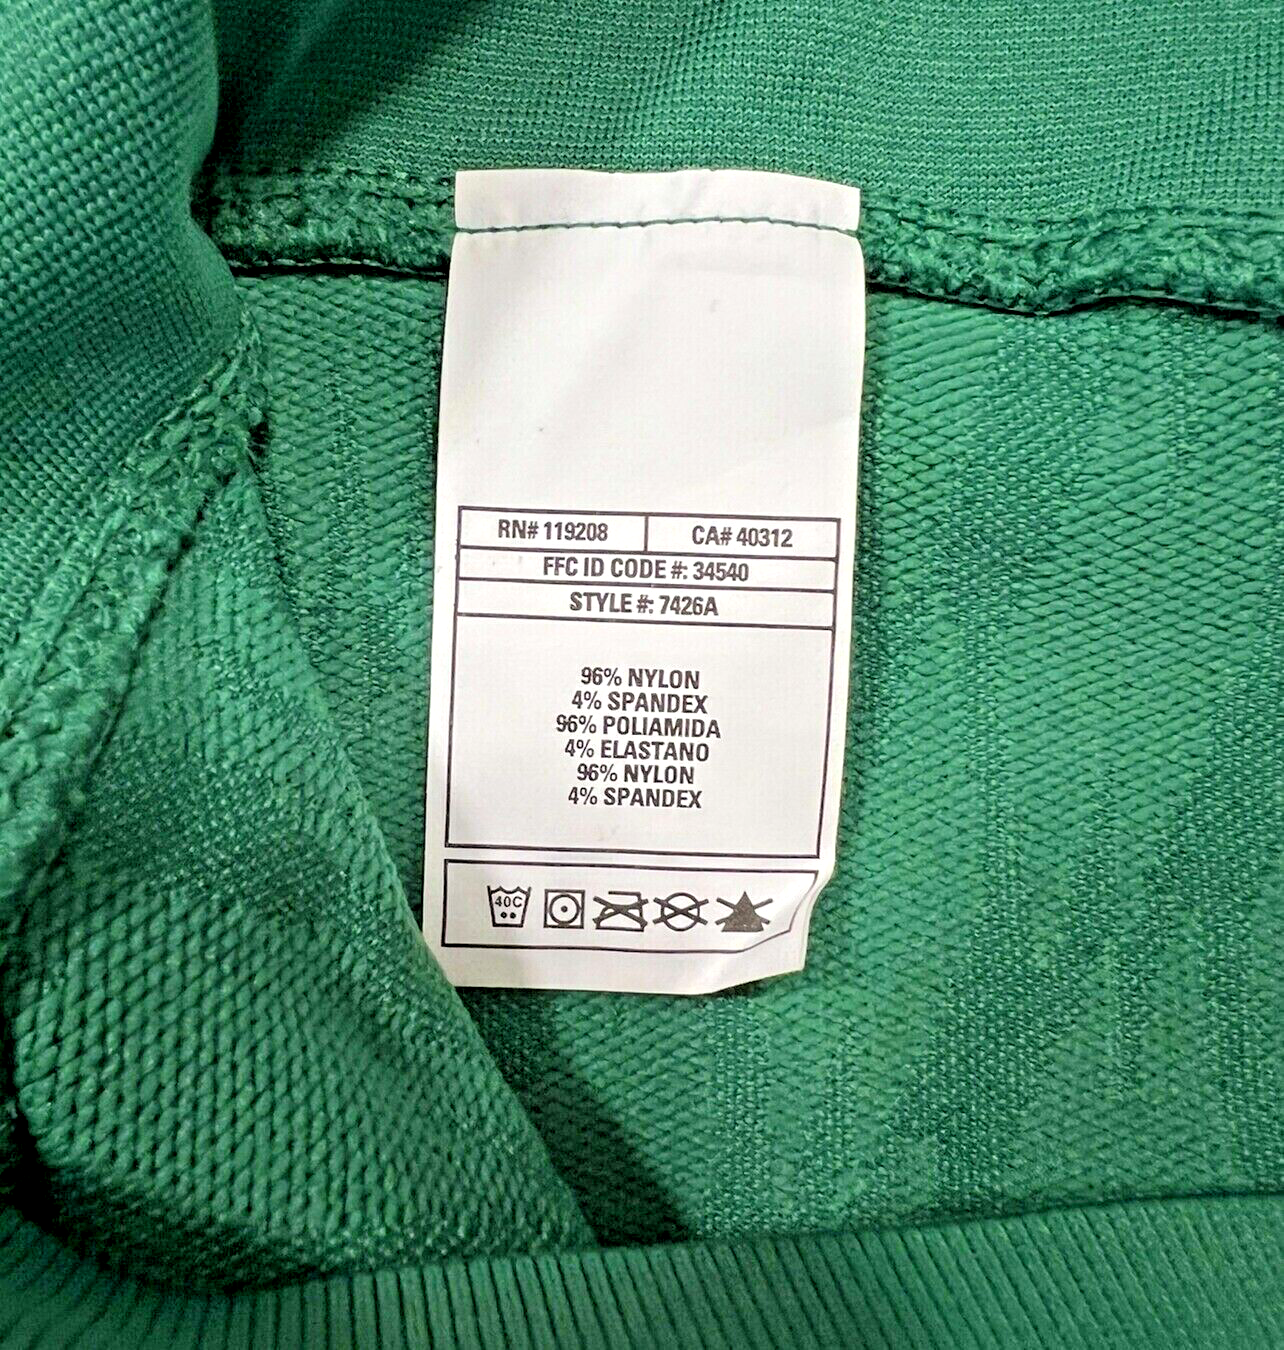 RN# 119208 CA# 40312
FFC ID CODE #: 34540
STYLE #: 7426A
96% NYLON
4% SPANDEX
96% POLIAMIDA
4% ELASTANO
96% NYLON
4% SPANDEX
40C